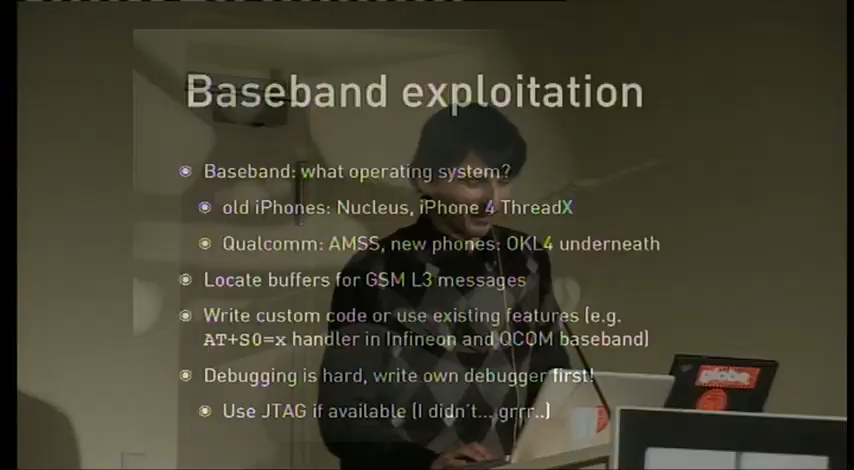 Baseband exploitation
Baseband: what operating system?
old iPhones: Nucleus, iPhone 4 ThreadX
Qualcomm: AMSS, new phones: OKL4 underneath
Locate buffers for GSM L3 messages
Write custom code or use existing features (e.g.
AT+S0=x handler in Infineon and QCOM baseband)
Debugging is hard, write own debugger first!
Use JTAG if available (I didn't... grrr..)